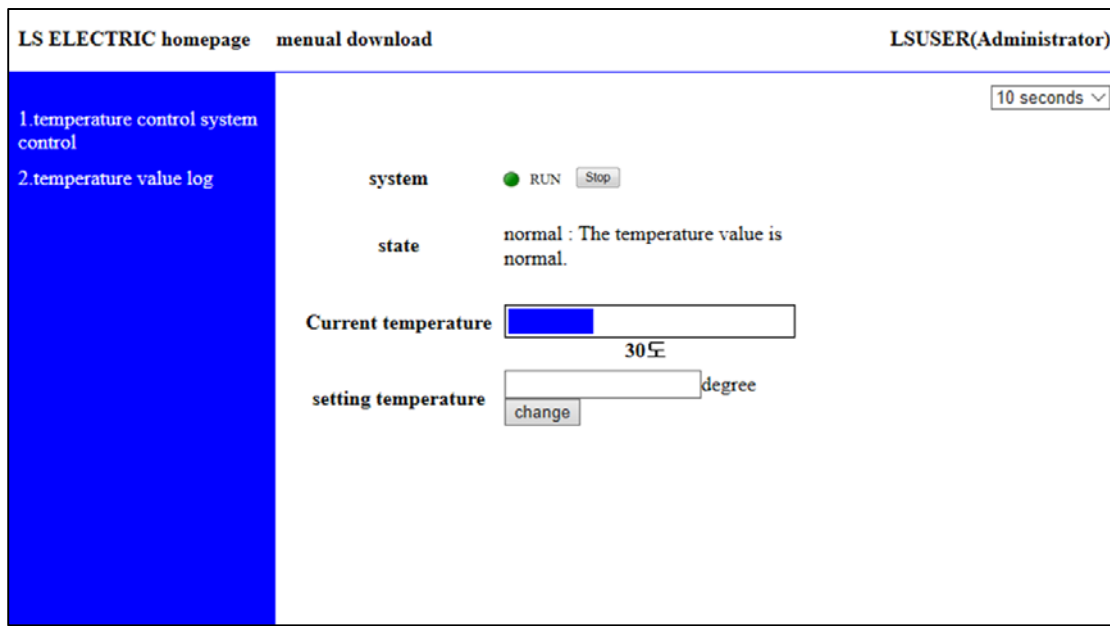 LS ELECTRIC homepage menual download LSUSER(Administrator)
10 seconds
1.temperature control system
control
2.temperature value log
system RUN Stop
state normal : The temperature value is
normal.
Current temperature
30도
setting temperature degree
change